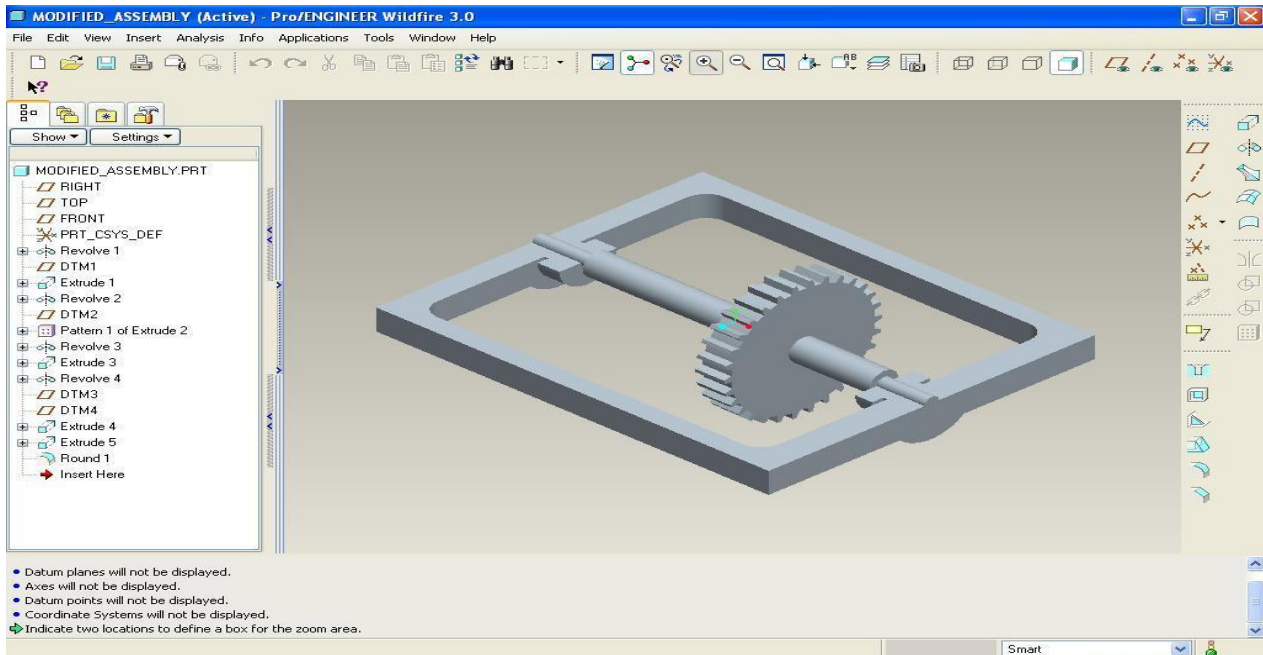 MODIFIED_ASSEMBLY (Active) - Pro/ENGINEER Wildfire 3.0
File Edit View Insert Analysis Info Applications Tools Window Help
Show Settings
MODIFIED_ASSEMBLY.PRT
RIGHT
TOP
FRONT
PRT_CSYS_DEF
Revolve 1
DTM1
Extrude 1
Revolve 2
DTM2
Pattern 1 of Extrude 2
Revolve 3
Extrude 3
Revolve 4
DTM3
DTM4
Extrude 4
Extrude 5
Round 1
Insert Here
Datum planes will not be displayed.
Axes will not be displayed.
Datum points will not be displayed.
Coordinate Systems will not be displayed.
Indicate two locations to define a box for the zoom area.
Smart